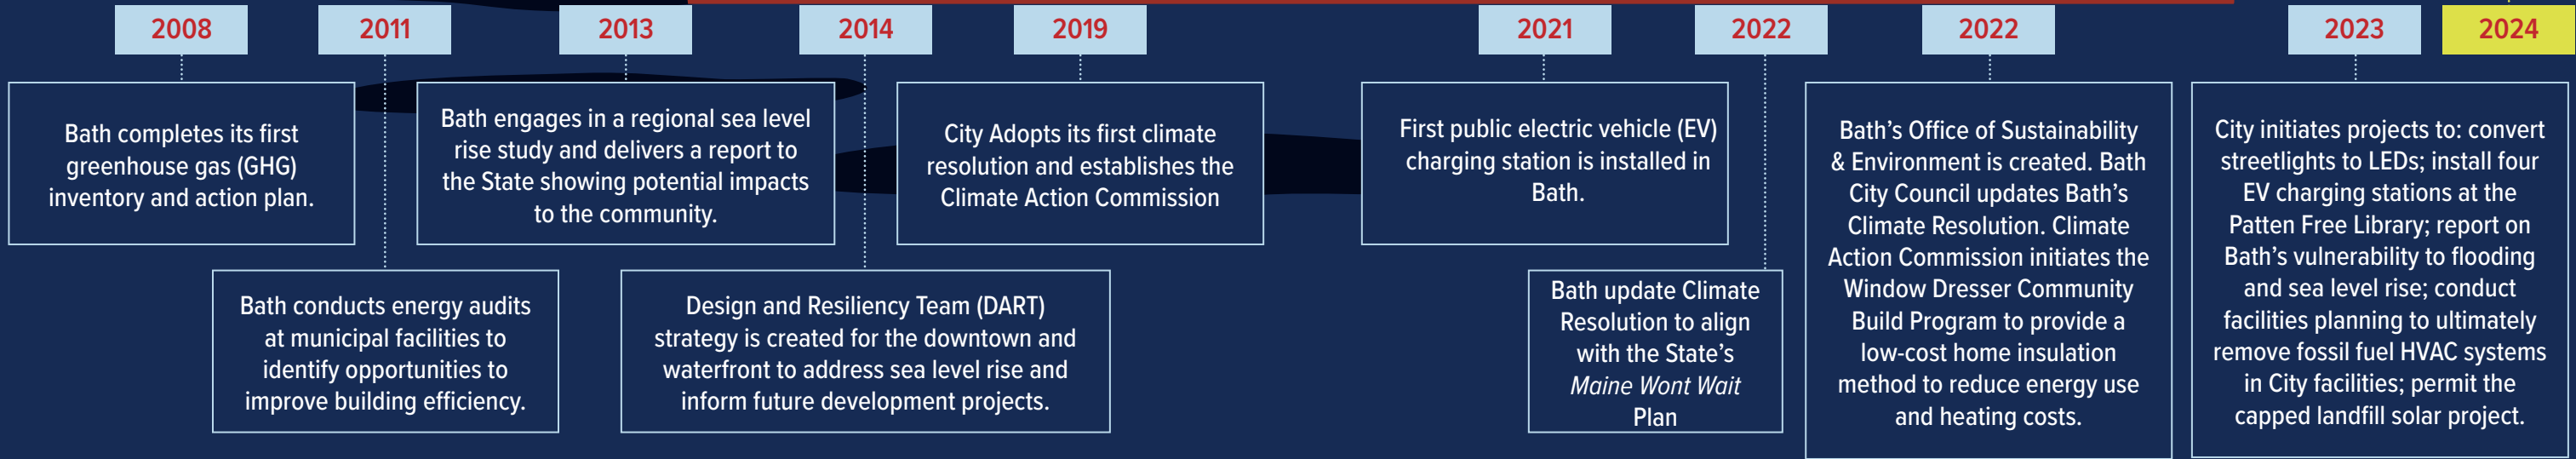 2008
Bath completes its first
greenhouse gas (GHG)
inventory and action plan.
2011
Bath conducts energy audits
at municipal facilities to
identify opportunities to
improve building efficiency.
2013
Bath engages in a regional sea level
rise study and delivers a report to
the State showing potential impacts
to the community.
2014
Design and Resiliency Team (DART)
strategy is created for the downtown and
waterfront to address sea level rise and
inform future development projects.
2019
City Adopts its first climate
resolution and establishes the
Climate Action Commission
2021
First public electric vehicle (EV)
charging station is installed in
Bath.
2022
Bath update Climate
Resolution to align
with the State’s
Maine Wont Wait
Plan
2022
Bath’s Office of Sustainability
& Environment is created. Bath
City Council updates Bath’s
Climate Resolution. Climate
Action Commission initiates the
Window Dresser Community
Build Program to provide a
low-cost home insulation
method to reduce energy use
and heating costs.
2023
City initiates projects to: convert
streetlights to LEDs; install four
EV charging stations at the
Patten Free Library; report on
Bath’s vulnerability to flooding
and sea level rise; conduct
facilities planning to ultimately
remove fossil fuel HVAC systems
in City facilities; permit the
capped landfill solar project.
2024